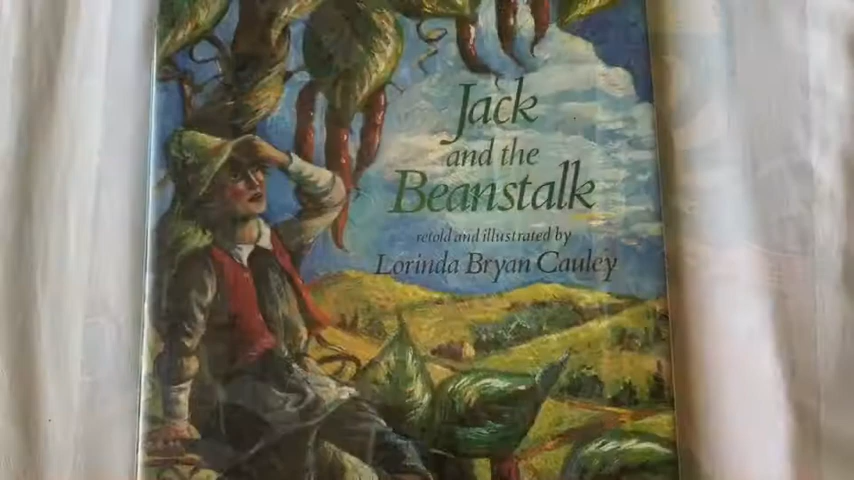 Jack
and the
Beanstalk
retold and illustrated by
Lorinda Bryan Cauley